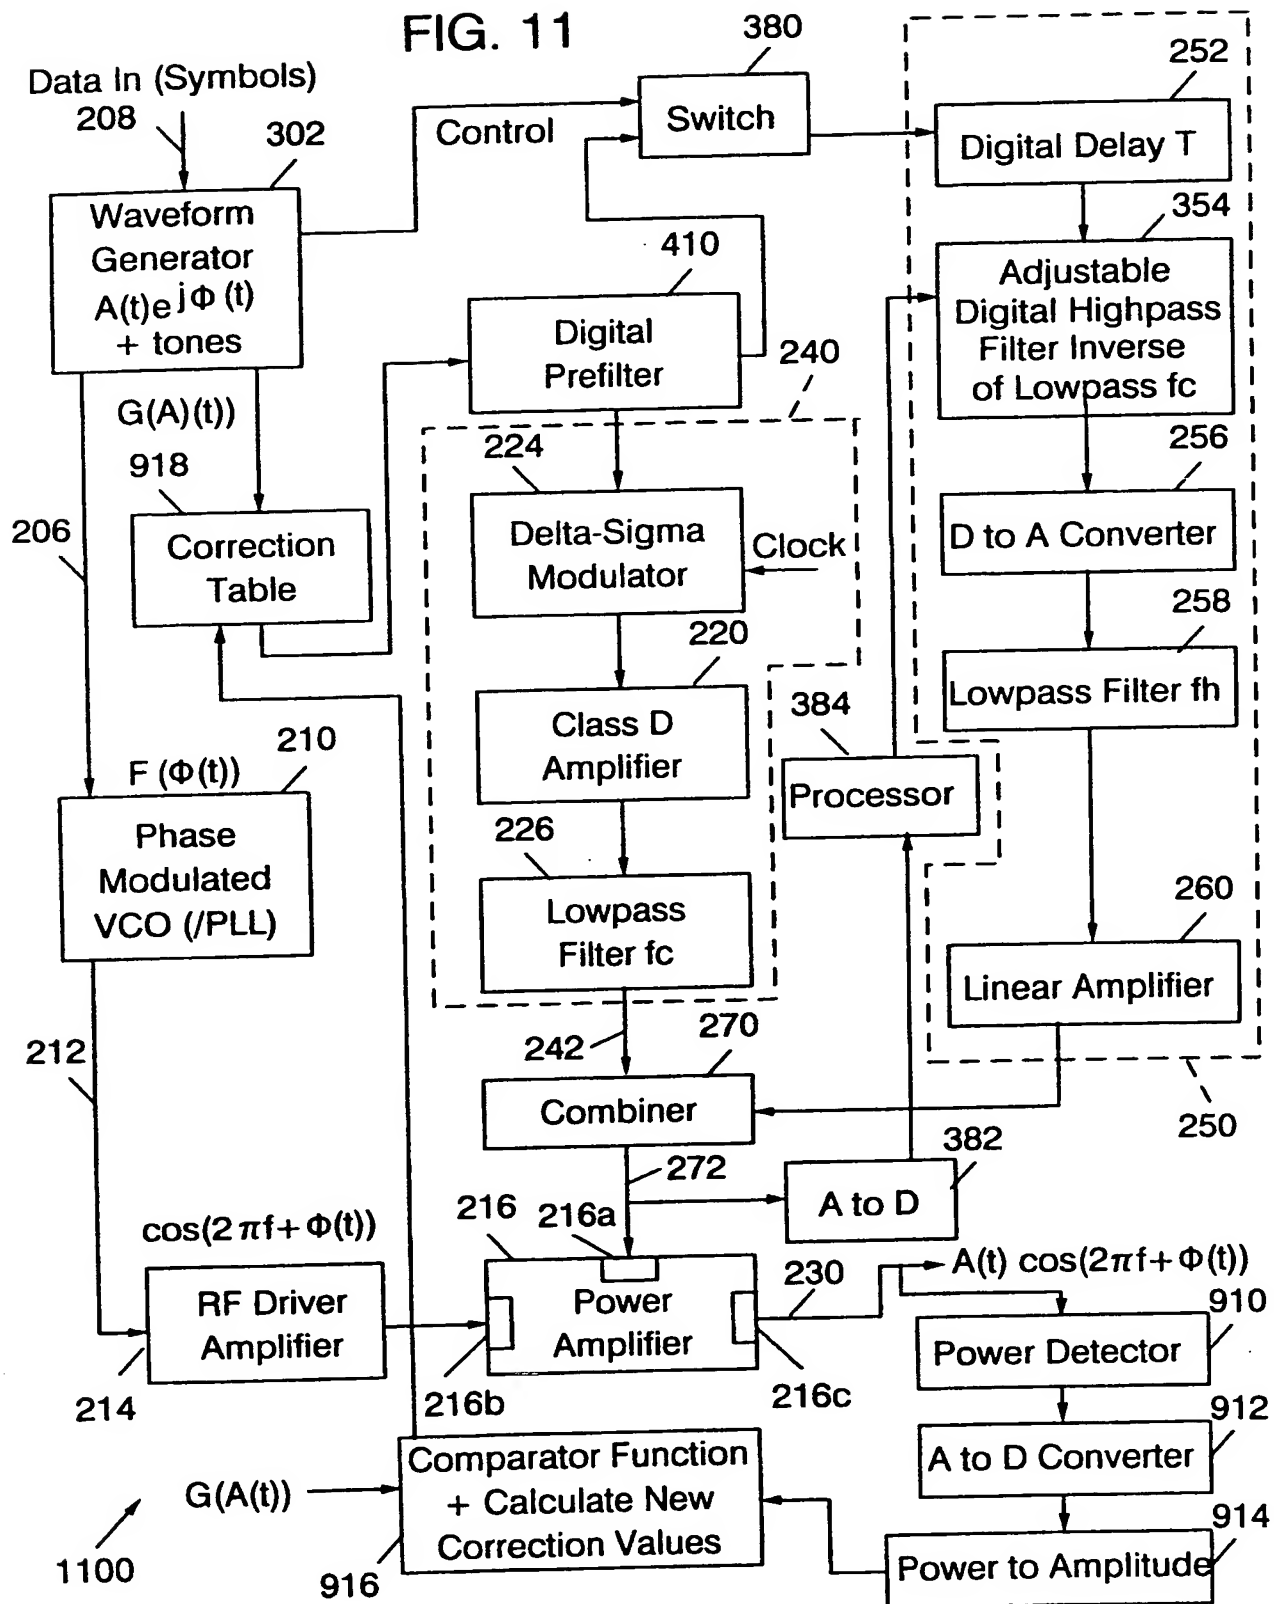 FIG. 11
380
Data In (Symbols)
208
302
Control
Switch
252
Digital Delay T
Waveform
Generator
A(t)e jΦ(t)
+ tones
410
354
Adjustable
Digital Highpass
Filter Inverse
of Lowpass fc
Digital
Prefilter
240
G(A)(t))
918
224
256
206
Correction
Table
Delta-Sigma
Modulator
Clock
D to A Converter
220
258
384
Lowpass Filter fh
210
F (Φ(t))
Class D
Amplifier
Processor
Phase
Modulated
VCO (/PLL)
226
260
Lowpass
Filter fc
Linear Amplifier
212
242
270
Combiner
250
382
272
A to D
216
216a
cos(2πf+Φ(t))
230
A(t) cos(2πf+Φ(t))
RF Driver
Amplifier
Power
Amplifier
910
Power Detector
214
216b
216c
912
A to D Converter
G(A(t))
Comparator Function
+ Calculate New
Correction Values
914
Power to Amplitude
1100
916